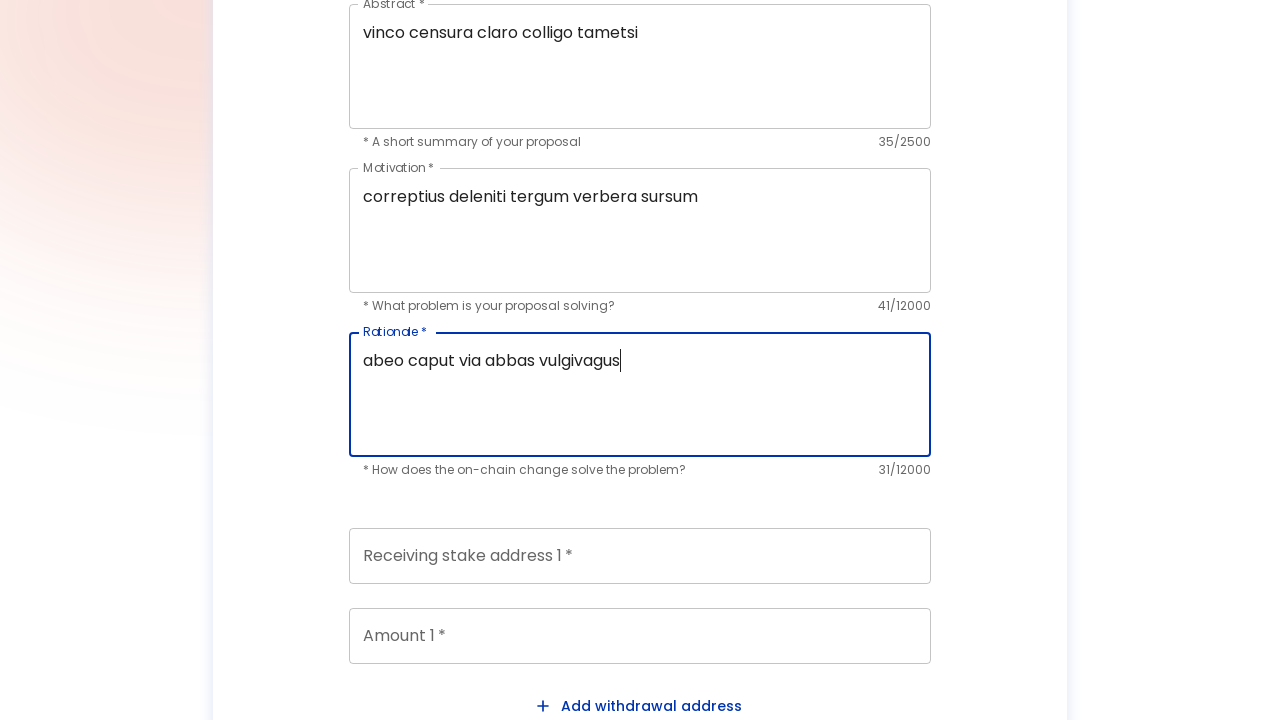 Abstract *
vinco censura claro colligo tametsi
* A short summary of your proposal
35/2500
Motivation *
correptius deleniti tergum verbera sursum
* What problem is your proposal solving?
41/12000
Rationale *
abeo caput via abbas vulgivagus
* How does the on-chain change solve the problem?
31/12000
Receiving stake address 1 *
Amount 1 *
+ Add withdrawal address